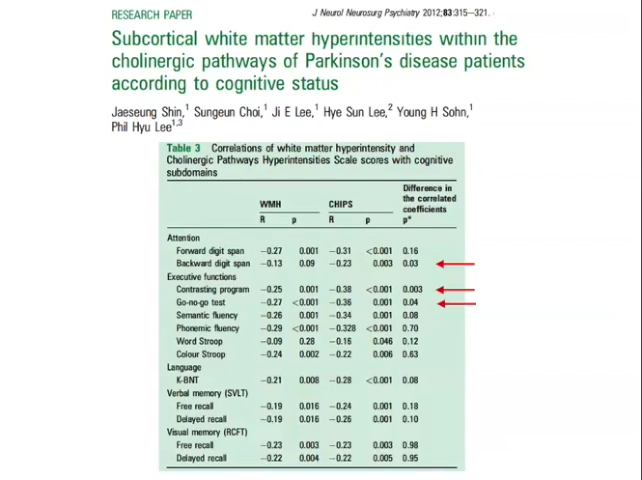 RESEARCH PAPER
J Neurol Neurosurg Psychiatry 2012;83:315–321.
Subcortical white matter hyperintensities within the
cholinergic pathways of Parkinson's disease patients
according to cognitive status
Jaeseung Shin,1 Sungeun Choi,1 Ji E Lee,1 Hye Sun Lee,2 Young H Sohn,1
Phil Hyu Lee1,3
Table 3 Correlations of white matter hyperintensity and
Cholinergic Pathways Hyperintensities Scale scores with cognitive
subdomains
Difference in
the correlated
coefficients
WMH CHIPS
R p R p p*
Attention
Forward digit span −0.27 0.001 −0.31 <0.001 0.16
Backward digit span −0.13 0.09 −0.23 0.003 0.03
Executive functions
Contrasting program −0.25 0.001 −0.38 <0.001 0.003
Go-no-go test −0.27 <0.001 −0.36 0.001 0.04
Semantic fluency −0.26 0.001 −0.34 0.001 0.08
Phonemic fluency −0.29 <0.001 −0.328 <0.001 0.70
Word Stroop −0.09 0.28 −0.16 0.046 0.12
Colour Stroop −0.24 0.002 −0.22 0.006 0.63
Language
K-BNT −0.21 0.008 −0.28 <0.001 0.08
Verbal memory (SVLT)
Free recall −0.19 0.016 −0.24 0.001 0.18
Delayed recall −0.19 0.016 −0.26 0.001 0.10
Visual memory (RCFT)
Free recall −0.23 0.003 −0.23 0.003 0.98
Delayed recall −0.22 0.004 −0.22 0.005 0.95